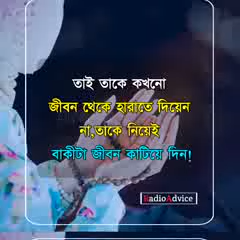 তাই তাকে কখনো
জীবন থেকে হারাতে দিয়েন
না,তাকে নিয়েই
বাকীটা জীবন কাটিয়ে দিন!
RadioAdvice